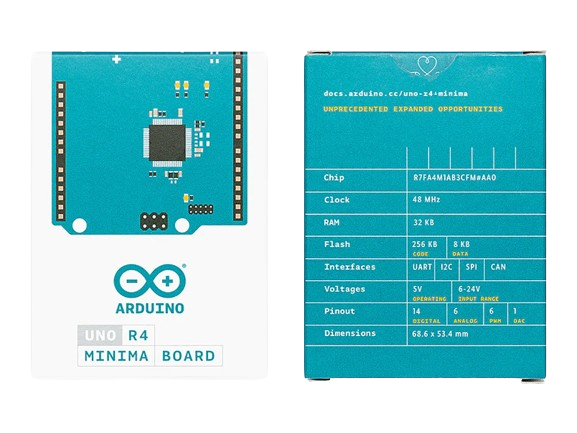 ARDUINO
UNO R4
MINIMA BOARD
docs.arduino.cc/uno-r4-minima
UNPRECEDENTED EXPANDED OPPORTUNITIES
Chip R7FA4M1AB3CFM#AA0
Clock 48 MHz
RAM 32 KB
Flash 256 KB 8 KB
CODE DATA
Interfaces UART I2C SPI CAN
Voltages 5V 6-24V
OPERATING INPUT RANGE
Pinout 14 6 6 1
DIGITAL ANALOG PWM DAC
Dimensions 68.6 x 53.4 mm